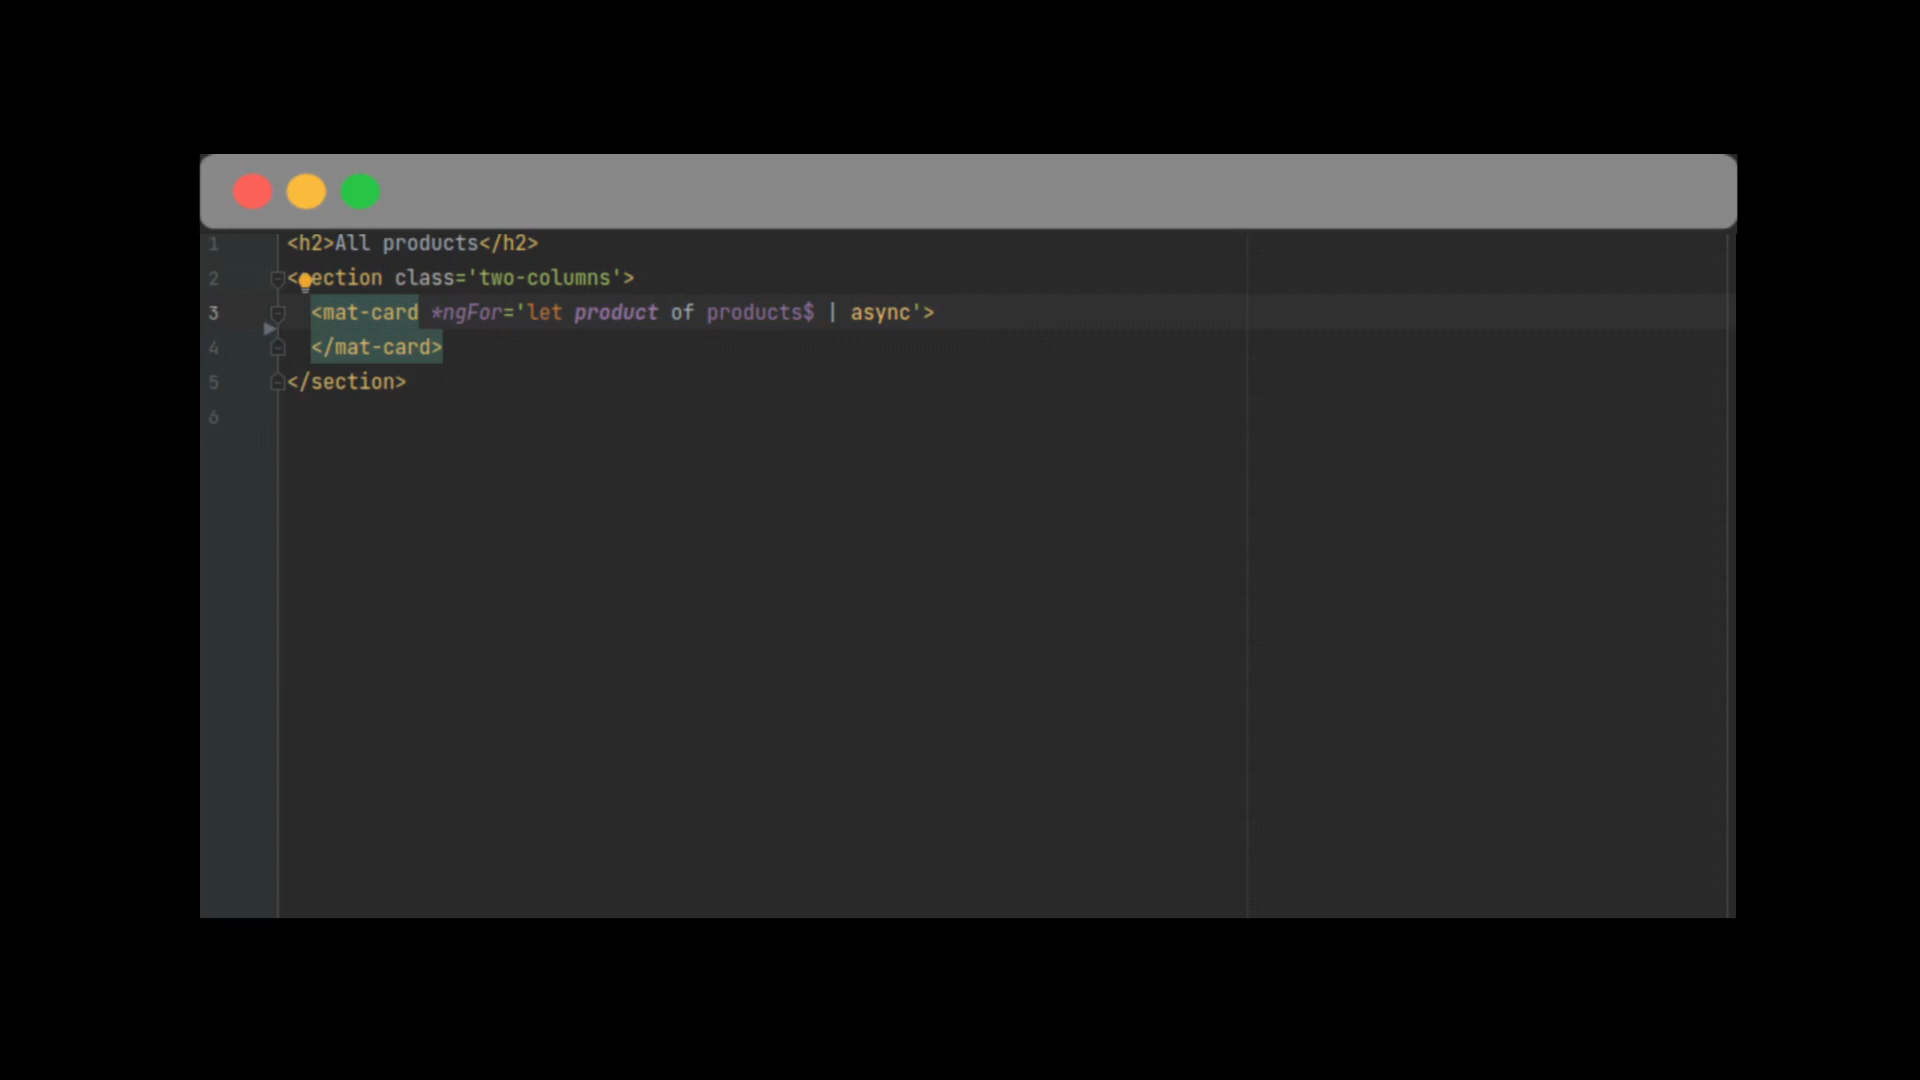 1 <h2>All products</h2>
2 <ection class='two-columns'>
3 <mat-card *ngFor='let product of products$ | async'>
4 </mat-card>
5 </section>
6